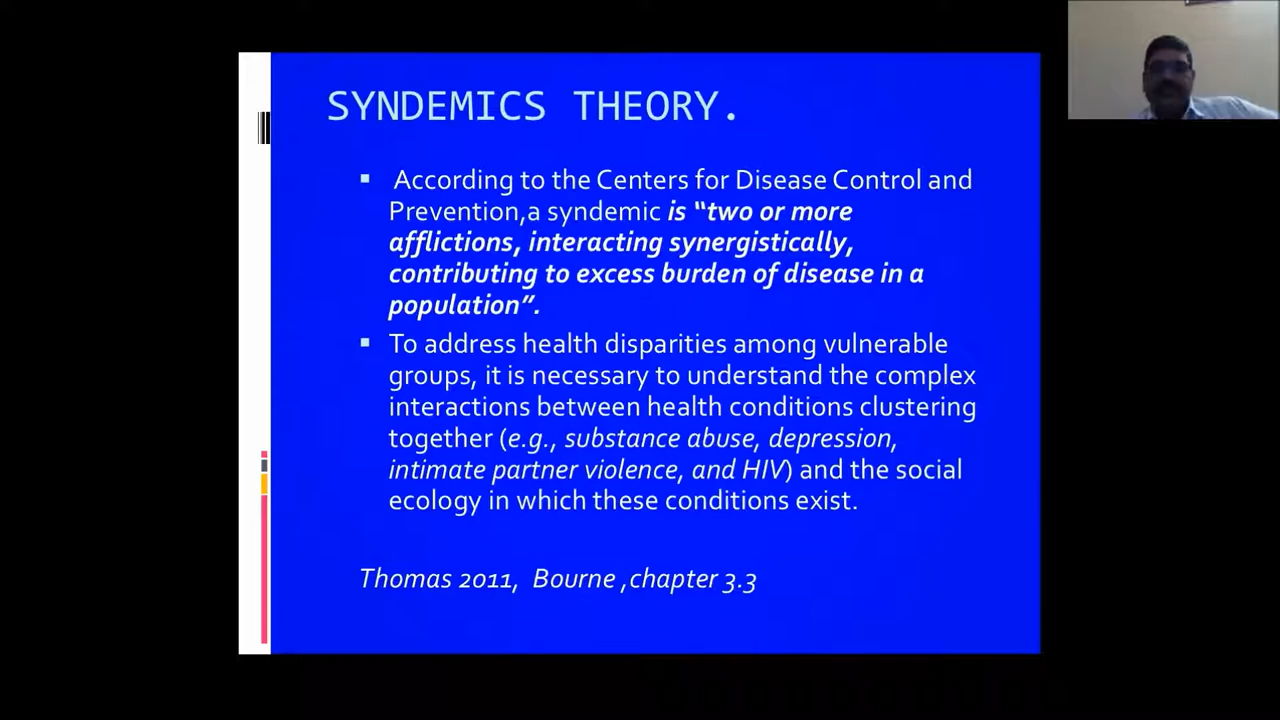 SYNDEMICS THEORY.
According to the Centers for Disease Control and
Prevention,a syndemic is “two or more
afflictions, interacting synergistically,
contributing to excess burden of disease in a
population”.
To address health disparities among vulnerable
groups, it is necessary to understand the complex
interactions between health conditions clustering
together (e.g., substance abuse, depression,
intimate partner violence, and HIV) and the social
ecology in which these conditions exist.
Thomas 2011, Bourne ,chapter 3.3